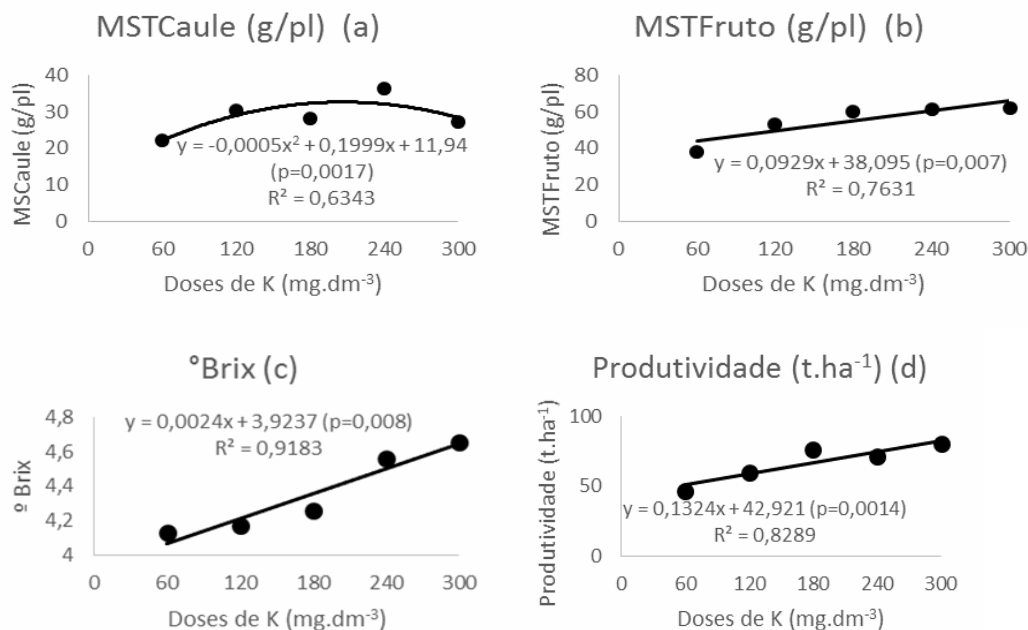 MSTCaule (g/pl) (a)
40
30
20
10
0
MSCaule (g/pl)
y = -0,0005x² + 0,1999x + 11,94
(p=0,0017)
R² = 0,6343
0 60 120 180 240 300
Doses de K (mg.dm⁻³)
MSTFruto (g/pl) (b)
80
60
40
20
0
MSTFruto (g/pl)
y = 0,0929x + 38,095 (p=0,007)
R² = 0,7631
0 60 120 180 240 300
Doses de K (mg.dm⁻³)
°Brix (c)
4,8
4,6
4,4
4,2
4
º Brix
y = 0,0024x + 3,9237 (p=0,008)
R² = 0,9183
0 60 120 180 240 300
Doses de K (mg.dm⁻³)
Produtividade (t.ha⁻¹) (d)
100
50
0
Produtividade (t.ha⁻¹)
y = 0,1324x + 42,921 (p=0,0014)
R² = 0,8289
0 60 120 180 240 300
Doses de K (mg.dm⁻³)